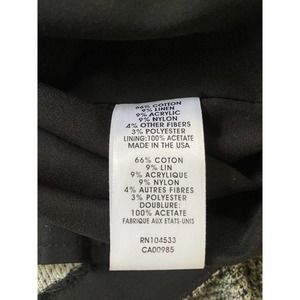 66% COTTON
9% LINEN
9% ACRYLIC
9% NYLON
4% OTHER FIBERS
3% POLYESTER
LINING:100% ACETATE
MADE IN THE USA
66% COTON
9% LIN
9% ACRYLIQUE
9% NYLON
4% AUTRES FIBRES
3% POLYESTER
DOUBLURE:
100% ACETATE
FABRIQUE AUX ETATS-UNIS
RN104533
CA00985